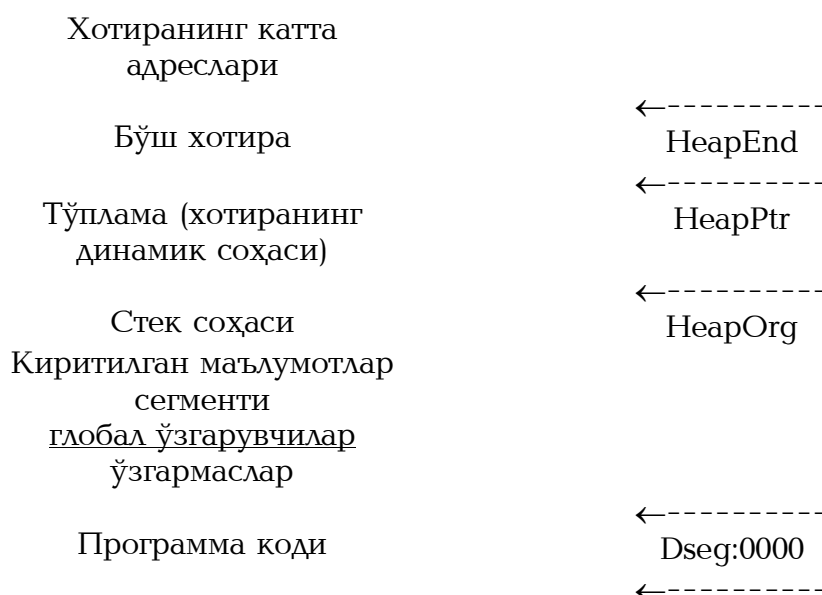 Хотиранинг катта
адреслари
←----------
Бўш хотира
HeapEnd
←----------
Тўплама (хотиранинг
динамик соҳаси)
HeapPtr
←----------
Стек соҳаси
HeapOrg
Киритилган маълумотлар
сегменти
глобал ўзгарувчилар
ўзгармаслар
←----------
Программа коди
Dseg:0000
←----------